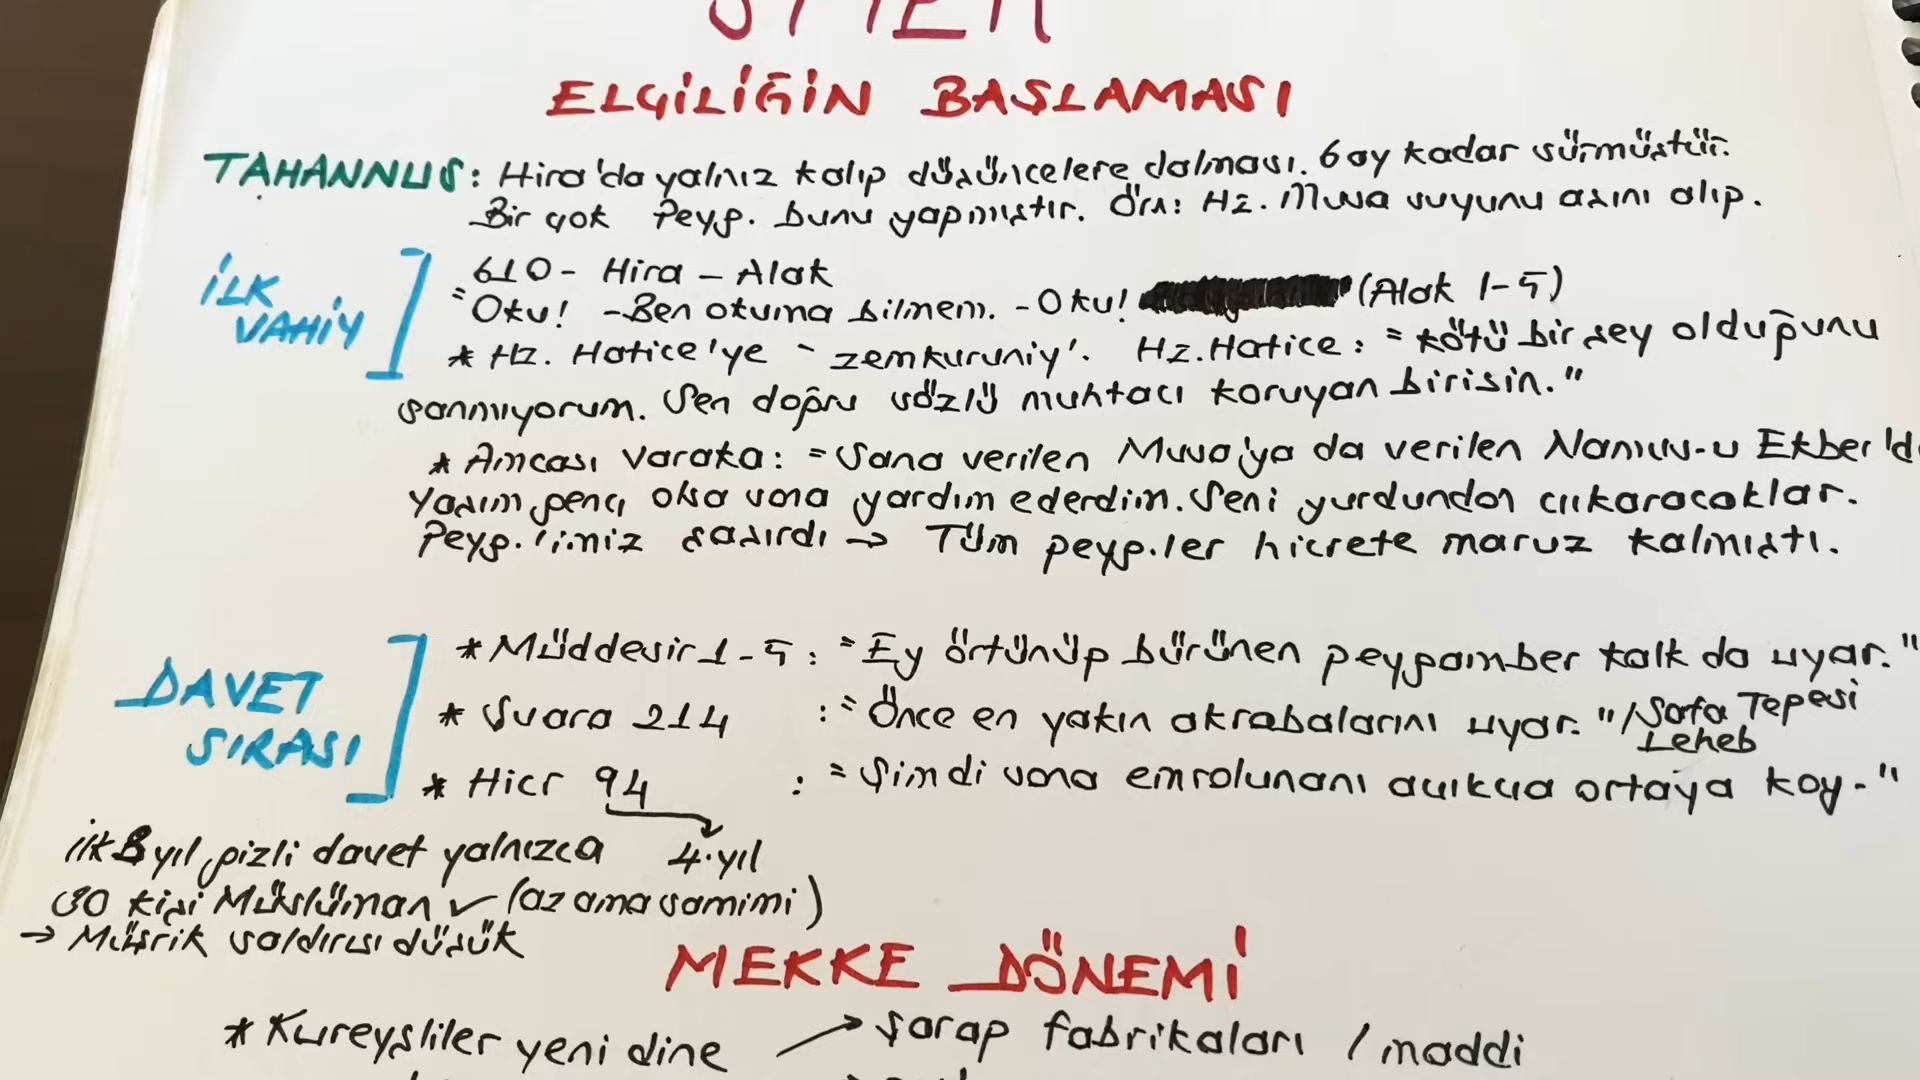 SİYER
ELÇİLİĞİN BAŞLAMASI
TAHANNUS: Hira'da yalnız kalıp düşüncelere dalması. 6 ay kadar sürmüştür.
Bir çok Peyg. bunu yapmıştır. Örn: Hz. Musa suyunu aşını alıp.
İLK VAHİY
610 - Hira - Alak
"Oku! - Ben okuma bilmem. - Oku! (Alak 1-5)
* Hz. Hatice'ye "zemkuruniy". Hz. Hatice: "kötü bir şey olduğunu
sanmıyorum. Sen doğru sözlü muhtacı koruyan birisin."
* Amcası Varaka: "Sana verilen Musa'ya da verilen Namus-u Ekber'd
yaşım genç olsa sana yardım ederdim. Seni yurdundan çıkaracaklar.
Peyg.'imiz şaşırdı → Tüm peyg.ler hicrete maruz kalmıştı.
DAVET SIRASI
* Müddesir 1-5 : "Ey örtünüp bürünen peygamber kalk da uyar."
* Şuara 214 : "Önce en yakın akrabalarını uyar." / Safa Tepesi
Leheb
* Hicr 94 : "Şimdi sana emrolunanı açıkça ortaya koy."
ilk 3 yıl gizli davet yalnızca 4. yıl
30 kişi Müslüman ✓ (az ama samimi)
→ Müşrik saldırısı düşük
MEKKE DÖNEMİ
* Kureyşliler yeni dine → Şarap fabrikaları / maddi